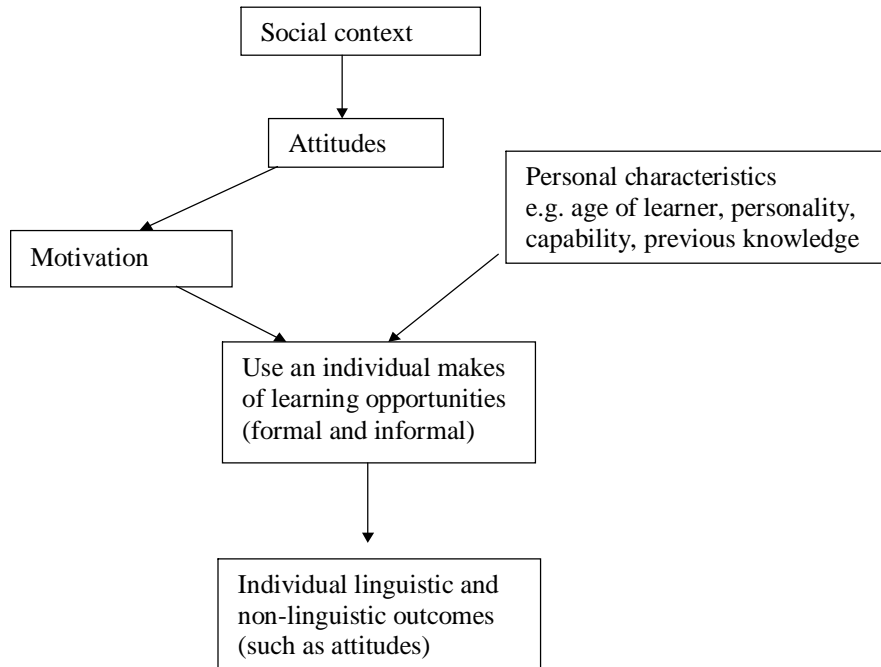 Social context
Attitudes
Personal characteristics
e.g. age of learner, personality,
capability, previous knowledge
Motivation
Use an individual makes
of learning opportunities
(formal and informal)
Individual linguistic and
non-linguistic outcomes
(such as attitudes)